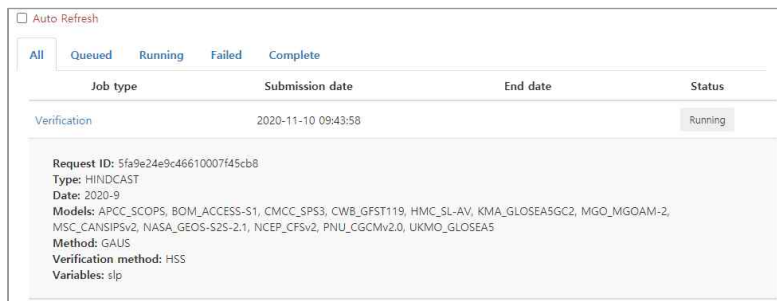 Auto Refresh
All Queued Running Failed Complete
Job type Submission date End date Status
Verification 2020-11-10 09:43:58 Running
Request ID: 5fa9e24e9c46610007f45cb8
Type: HINDCAST
Date: 2020-9
Models: APCC_SCOPS, BOM_ACCESS-S1, CMCC_SPS3, CWB_GFST119, HMC_SL-AV, KMA_GLOSEA5GC2, MGO_MGOAM-2,
MSC_CANSIPSv2, NASA_GEOS-S2S-2.1, NCEP_CFSv2, PNU_CGCMv2.0, UKMO_GLOSEA5
Method: GAUS
Verification method: HSS
Variables: slp